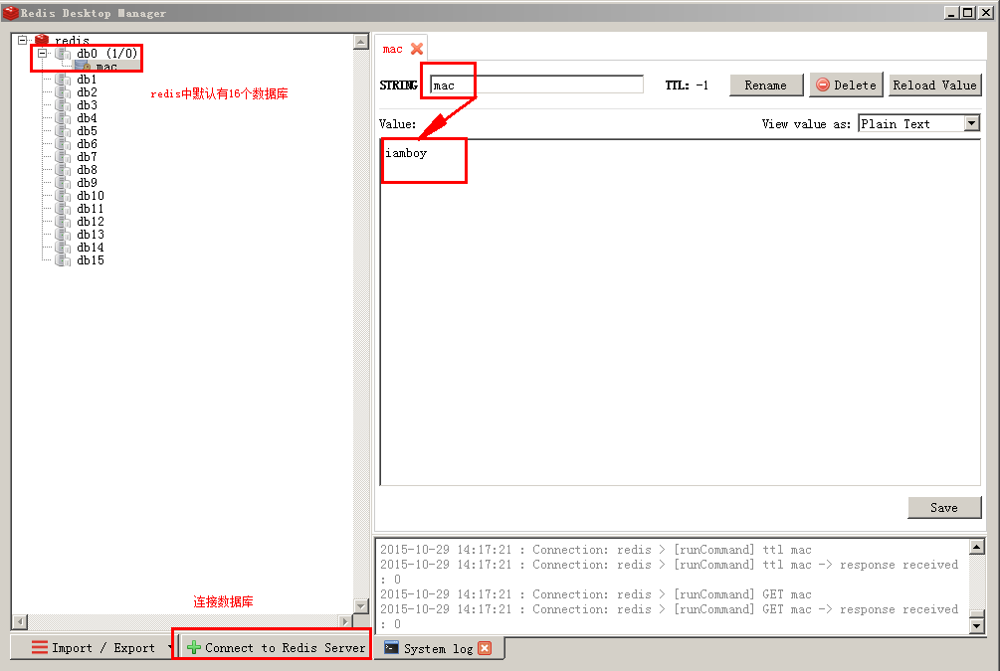 Redis Desktop Manager
redis
db0 (1/0)
mac
db1
db2
db3
db4
db5
db6
db7
db8
db9
db10
db11
db12
db13
db14
db15
redis中默认有16个数据库
连接数据库
Import / Export
Connect to Redis Server
mac
STRING mac TTL: -1 Rename Delete Reload Value
Value: View value as: Plain Text
iamboy
Save
2015-10-29 14:17:21 : Connection: redis > [runCommand] ttl mac
2015-10-29 14:17:21 : Connection: redis > [runCommand] ttl mac -> response received
: 0
2015-10-29 14:17:21 : Connection: redis > [runCommand] GET mac
2015-10-29 14:17:21 : Connection: redis > [runCommand] GET mac -> response received
: 0
System log